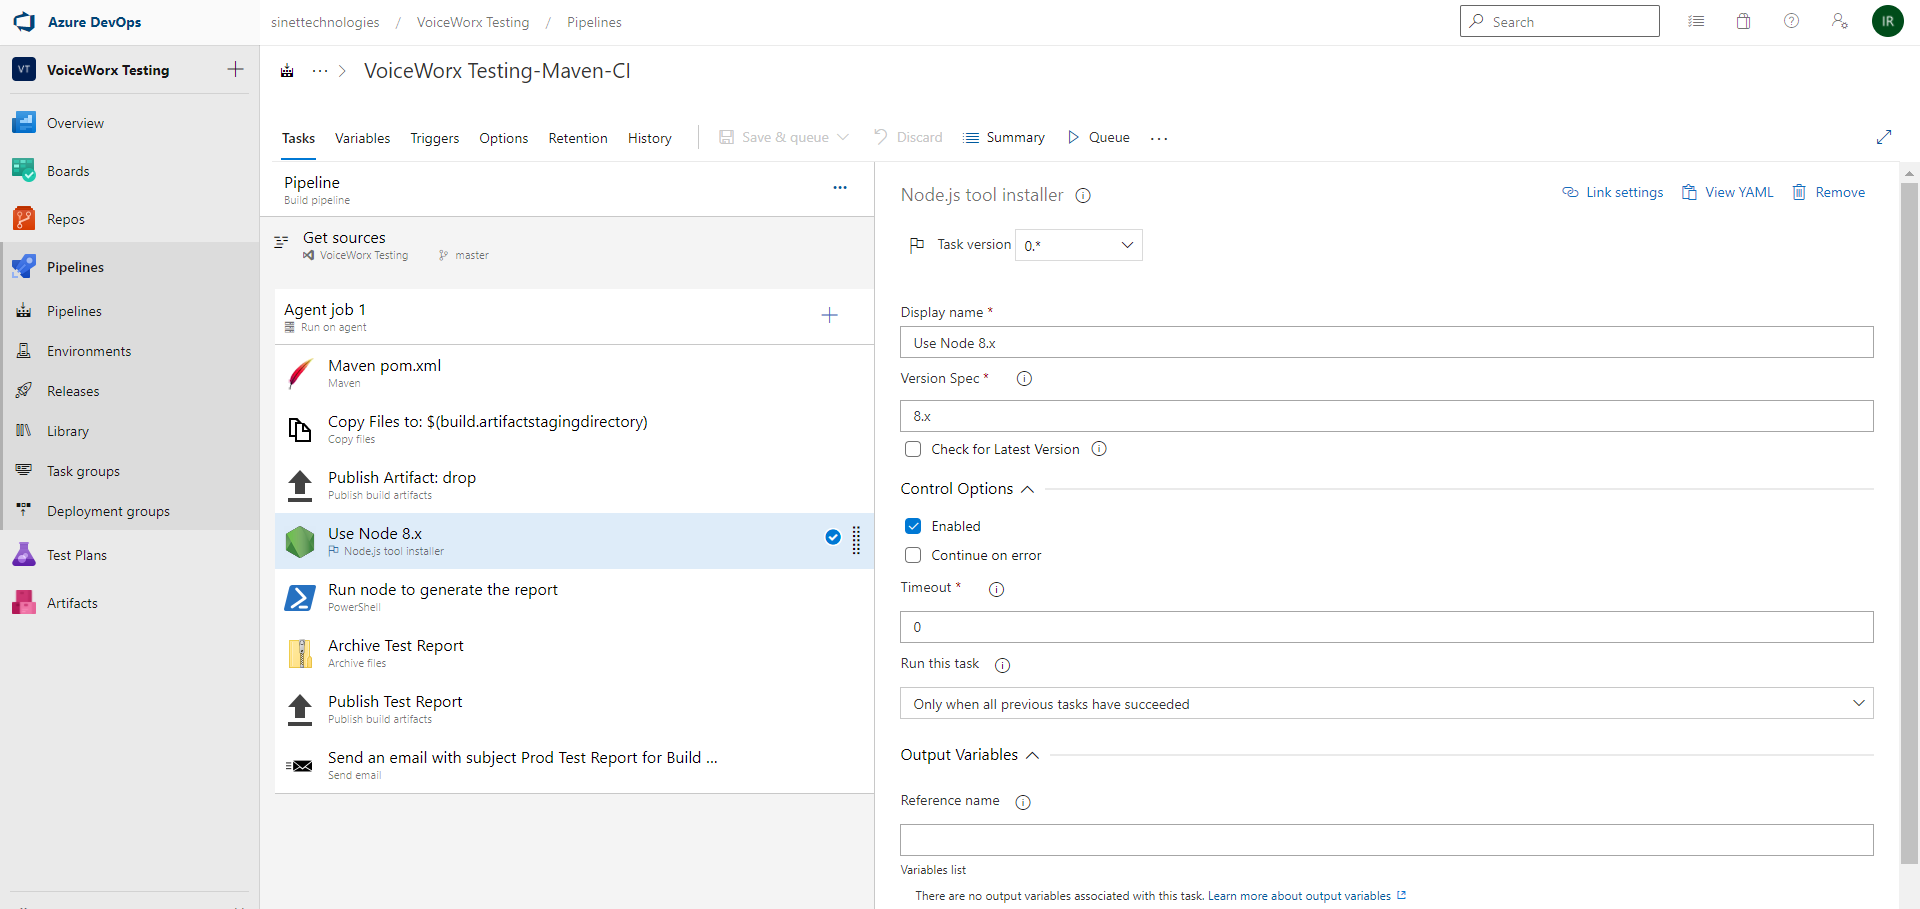 Azure DevOps
sinettechnologies / VoiceWorx Testing / Pipelines
Search
IR
VT
VoiceWorx Testing
Overview
Boards
Repos
Pipelines
Pipelines
Environments
Releases
Library
Task groups
Deployment groups
Test Plans
Artifacts
... > VoiceWorx Testing-Maven-CI
Tasks Variables Triggers Options Retention History Save & queue Discard Summary Queue ...
Pipeline ...
Build pipeline
Get sources
VoiceWorx Testing master
Agent job 1
Run on agent
Maven pom.xml
Maven
Copy Files to: $(build.artifactstagingdirectory)
Copy files
Publish Artifact: drop
Publish build artifacts
Use Node 8.x
Node.js tool installer
Run node to generate the report
PowerShell
Archive Test Report
Archive files
Publish Test Report
Publish build artifacts
Send an email with subject Prod Test Report for Build ...
Send email
Node.js tool installer
Link settings View YAML Remove
Task version 0.*
Display name *
Use Node 8.x
Version Spec *
8.x
Check for Latest Version
Control Options
Enabled
Continue on error
Timeout *
0
Run this task
Only when all previous tasks have succeeded
Output Variables
Reference name
Variables list
There are no output variables associated with this task. Learn more about output variables